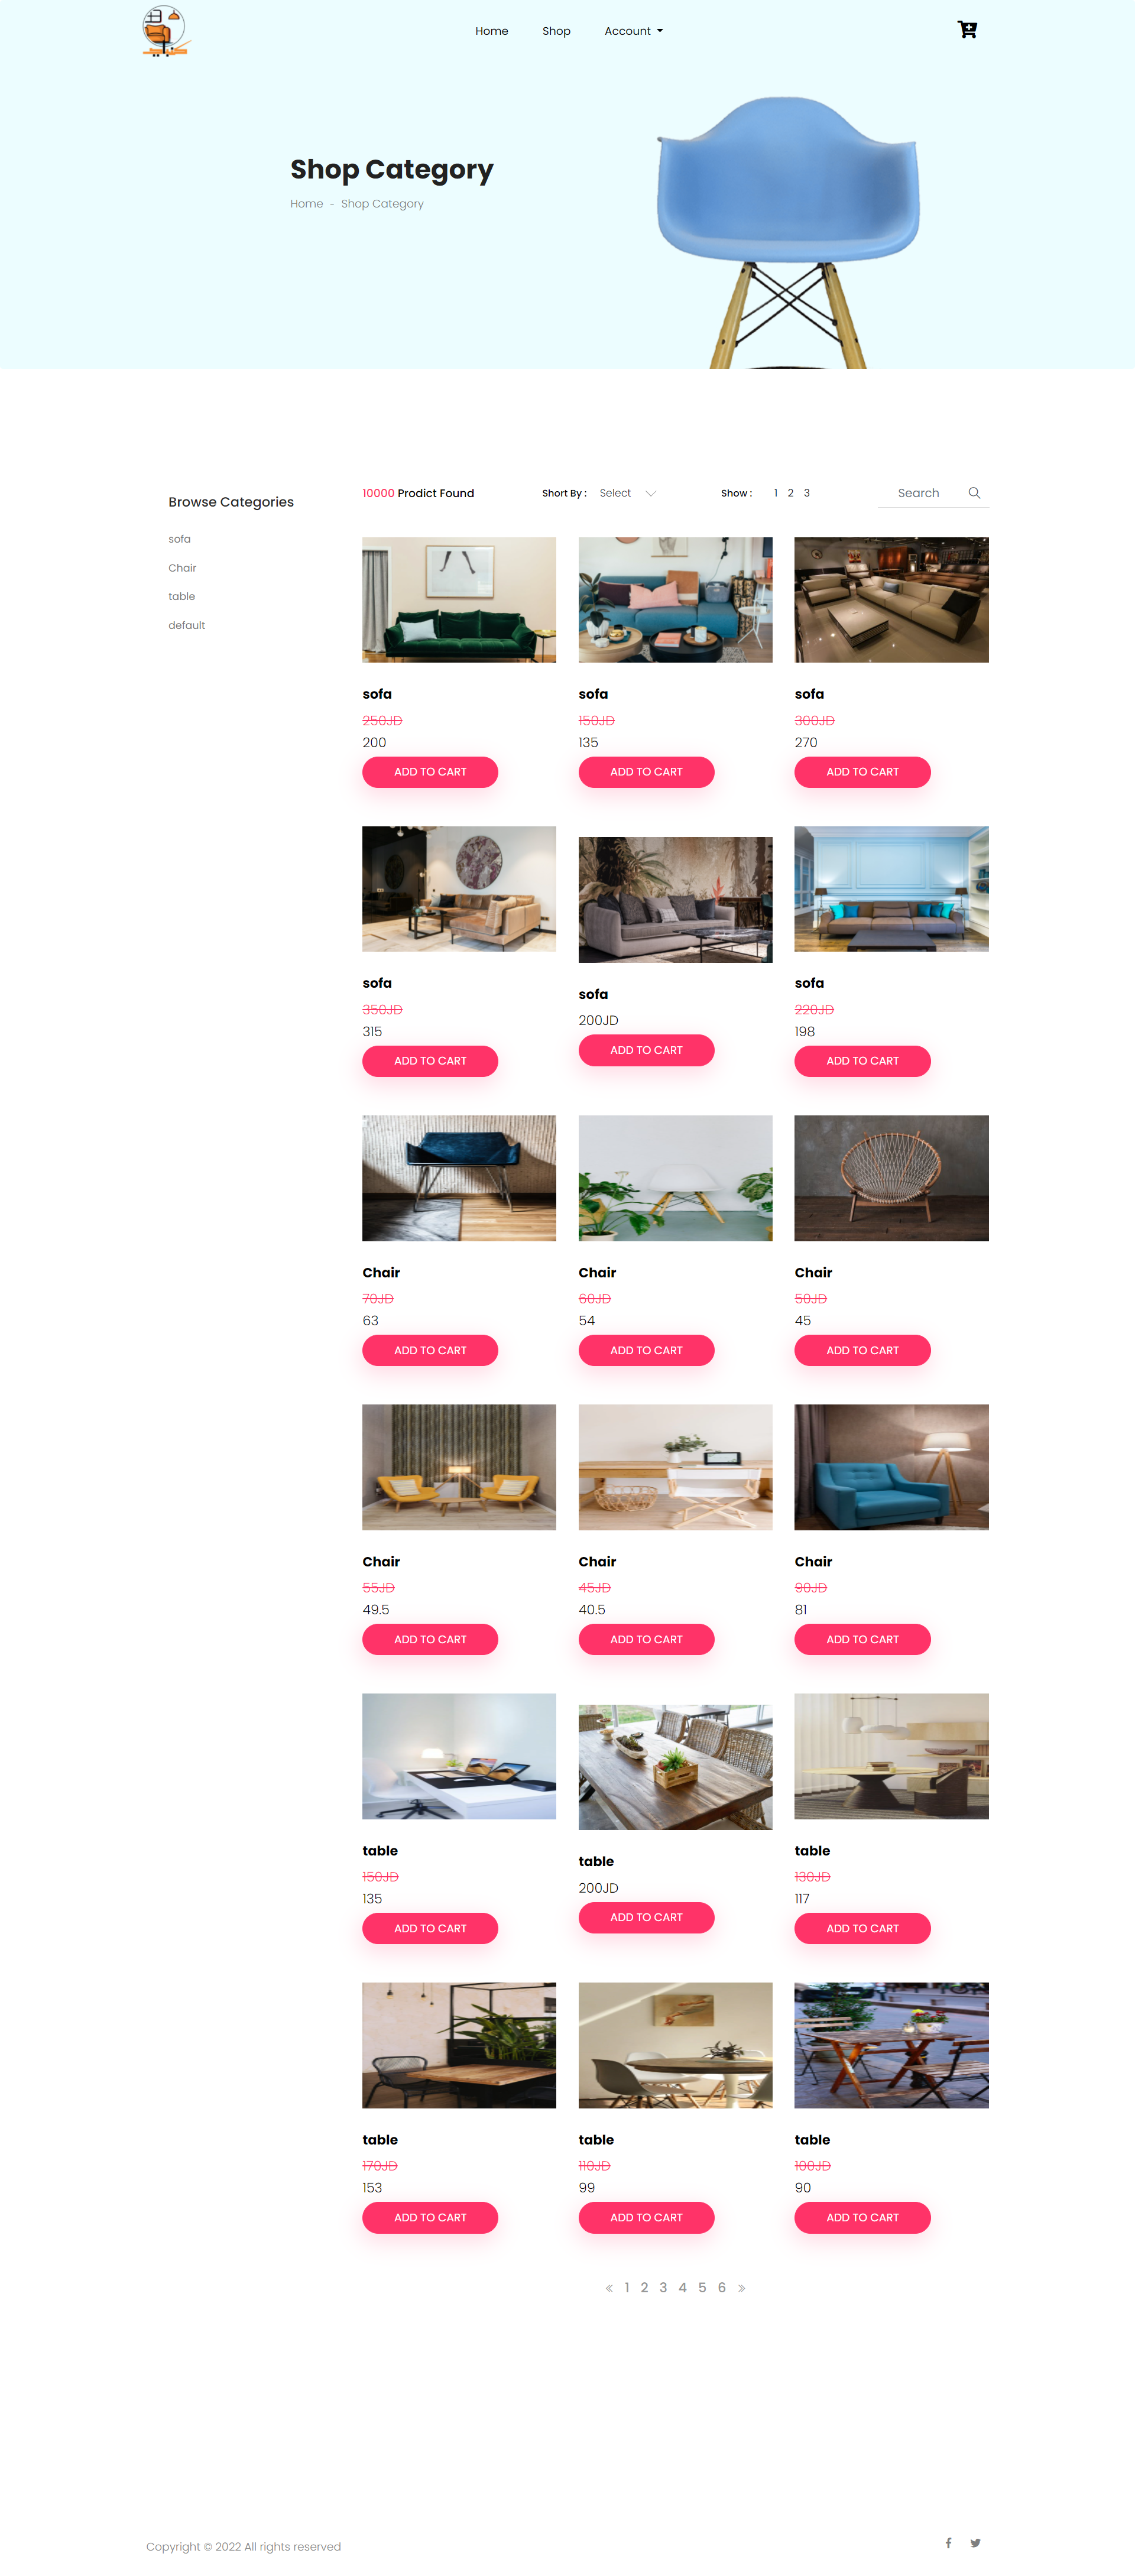 Home Shop Account
Shop Category
Home - Shop Category
Browse Categories
sofa
Chair
table
default
10000 Prodict Found Short By : Select Show : 1 2 3 Search
sofa sofa sofa
250JD 150JD 300JD
200 135 270
ADD TO CART ADD TO CART ADD TO CART
sofa sofa sofa
350JD 200JD 220JD
315 198
ADD TO CART ADD TO CART ADD TO CART
Chair Chair Chair
70JD 60JD 50JD
63 54 45
ADD TO CART ADD TO CART ADD TO CART
Chair Chair Chair
55JD 45JD 90JD
49.5 40.5 81
ADD TO CART ADD TO CART ADD TO CART
table table table
150JD 200JD 130JD
135 117
ADD TO CART ADD TO CART ADD TO CART
table table table
170JD 110JD 100JD
153 99 90
ADD TO CART ADD TO CART ADD TO CART
« 1 2 3 4 5 6 »
Copyright © 2022 All rights reserved